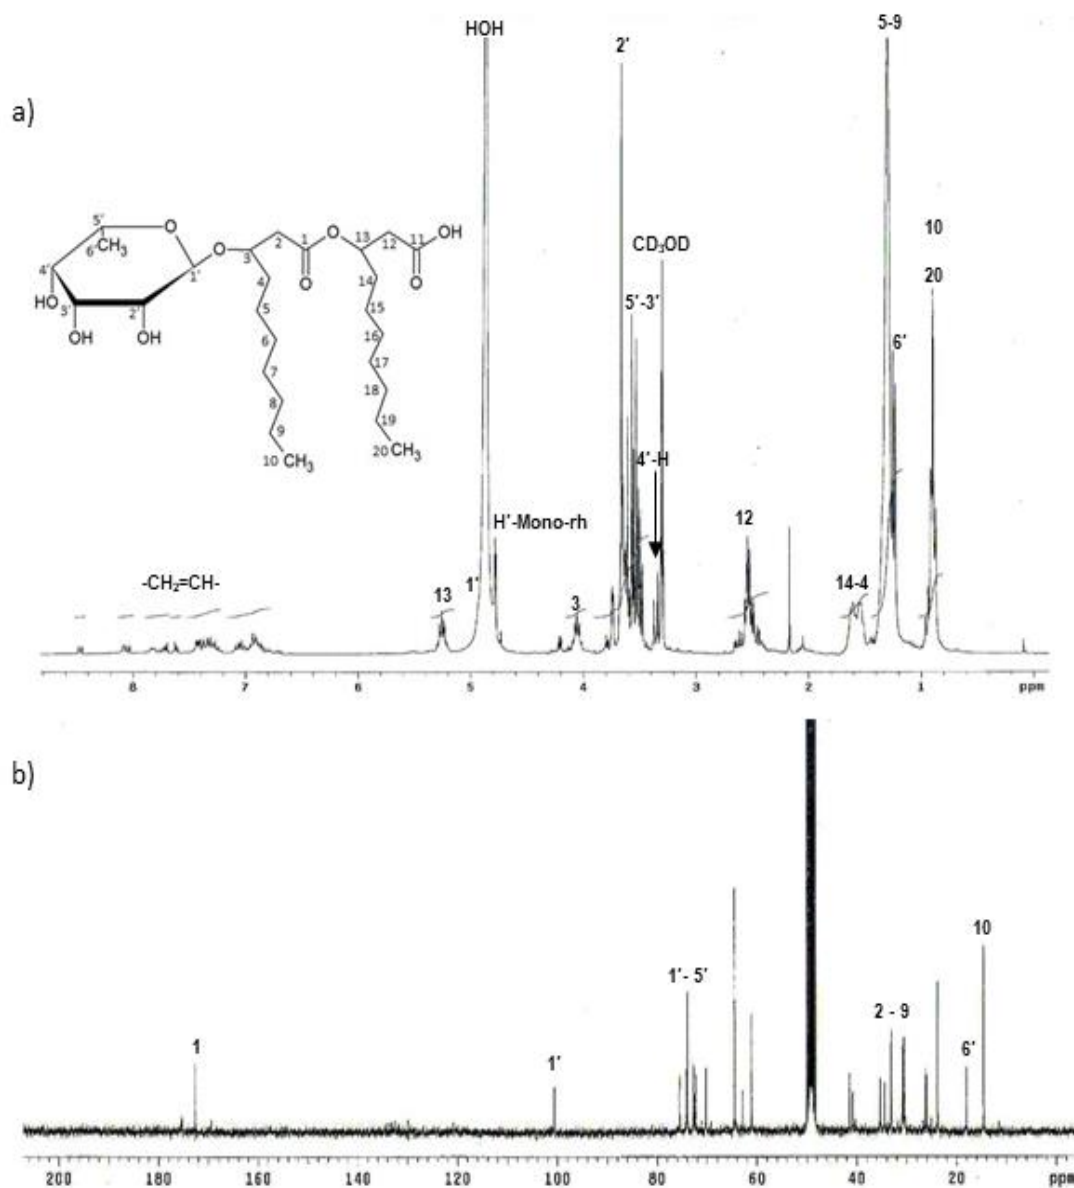 a)
HOH
2'
5-9
10
20
CD₃OD
5'-3'
6'
4'-H
12
H'-Mono-rh
-CH₂=CH-
13
1'
3
14-4
5'
O
6'
CH₃
4'
1'
O
3
2
1
O
13
12
11
OH
O
O
HO
3'
2'
OH
OH
4
5
6
7
8
9
10
CH₃
14
15
16
17
18
19
20
CH₃
8
7
6
5
4
3
2
1
ppm
b)
1
1'
1'- 5'
2 - 9
6'
10
200
180
160
140
120
100
80
60
40
20
ppm